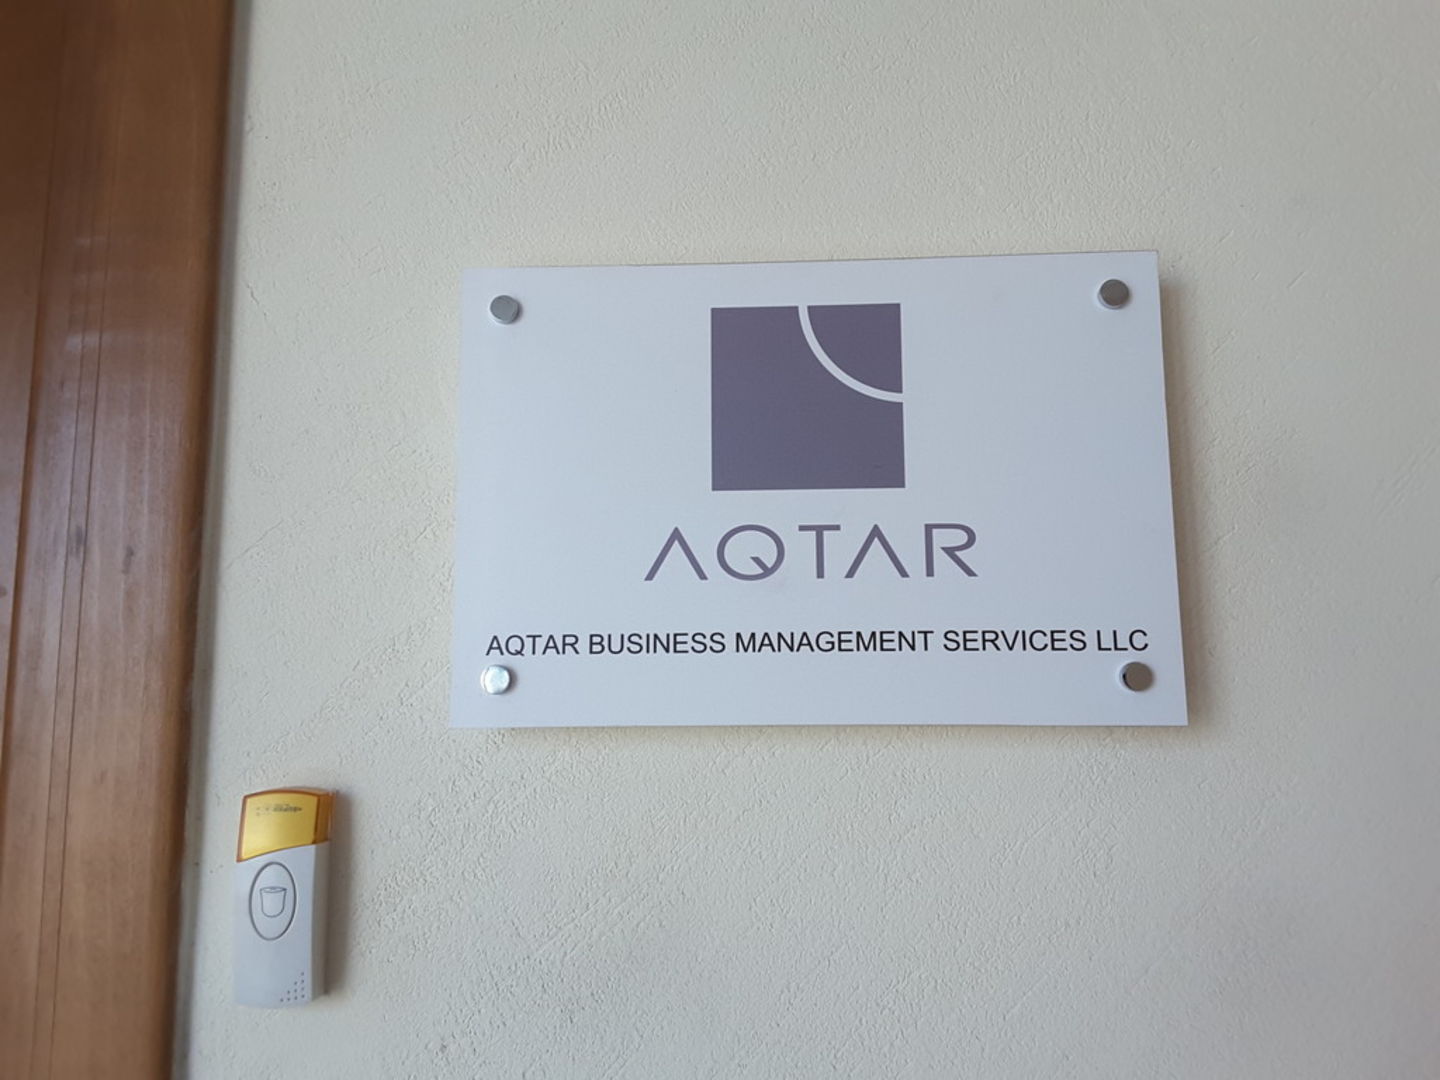 AQTAR
AQTAR BUSINESS MANAGEMENT SERVICES LLC